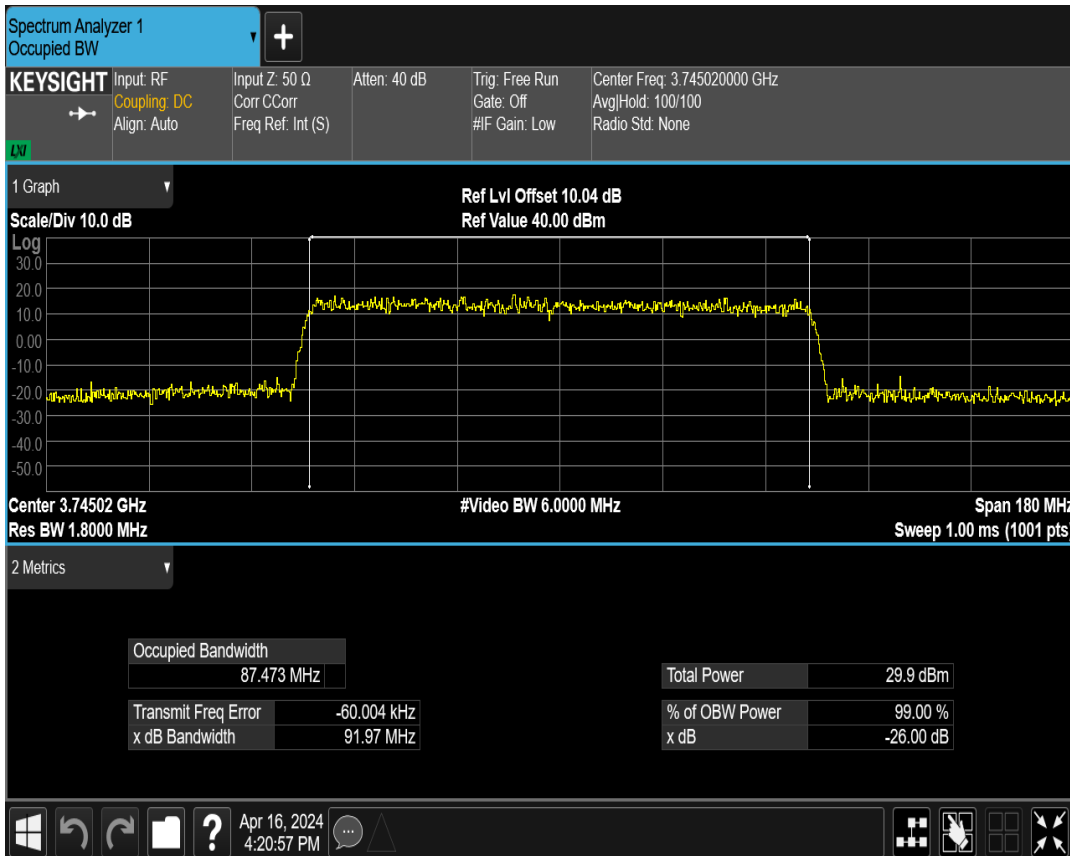 Spectrum Analyzer 1
Occupied BW
+
KEYSIGHT
LXI
Input: RF
Coupling: DC
Align: Auto
Input Z: 50 Ω
Corr CCorr
Freq Ref: Int (S)
Atten: 40 dB
Trig: Free Run
Gate: Off
#IF Gain: Low
Center Freq: 3.745020000 GHz
Avg|Hold: 100/100
Radio Std: None
1 Graph
Scale/Div 10.0 dB
Ref Lvl Offset 10.04 dB
Ref Value 40.00 dBm
Log
30.0
20.0
10.0
0.00
-10.0
-20.0
-30.0
-40.0
-50.0
Center 3.74502 GHz
#Video BW 6.0000 MHz
Span 180 MHz
Res BW 1.8000 MHz
Sweep 1.00 ms (1001 pts)
2 Metrics
Occupied Bandwidth
87.473 MHz
Total Power 29.9 dBm
Transmit Freq Error -60.004 kHz
% of OBW Power 99.00 %
x dB Bandwidth 91.97 MHz
x dB -26.00 dB
?
Apr 16, 2024
4:20:57 PM